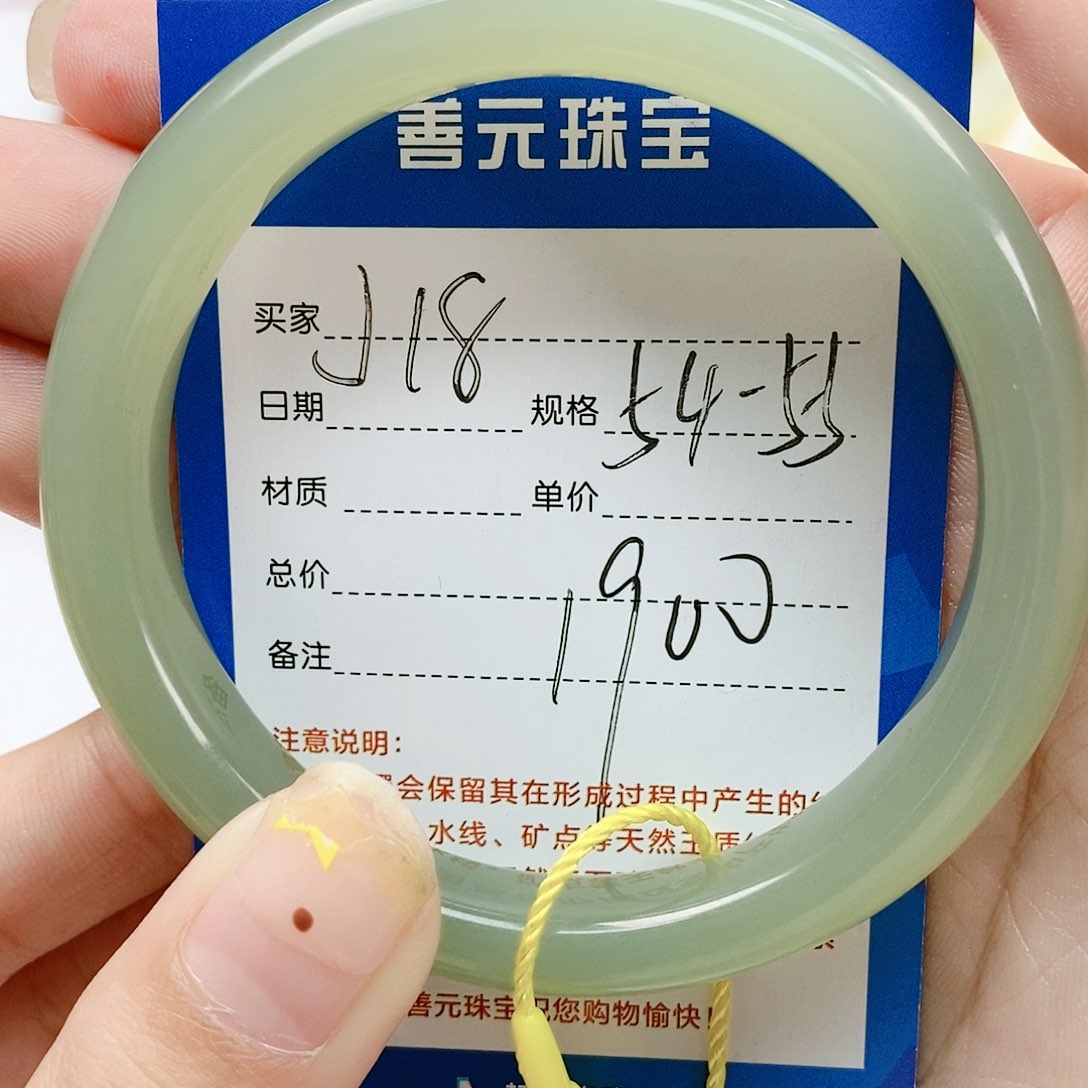 善元珠宝
买家 J18
日期 规格 54-55
材质 单价
总价 1900
备注
注意说明：
会保留其在形成过程中产生的
水线、矿点等天然玉质
善元珠宝祝您购物愉快！